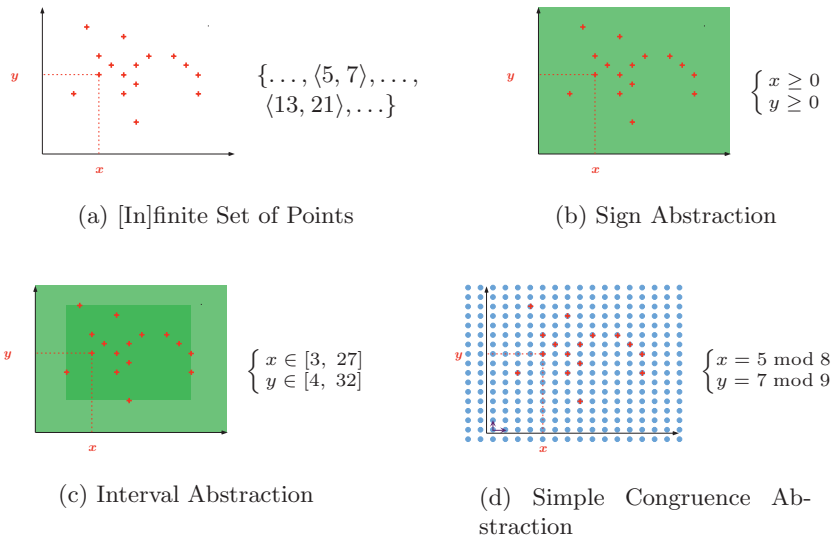 y
x
{..., ⟨5, 7⟩, ...,
⟨13, 21⟩, ...}
(a) [In]finite Set of Points
y
x
{ x ≥ 0
y ≥ 0
(b) Sign Abstraction
y
x
{ x ∈ [3, 27]
y ∈ [4, 32]
(c) Interval Abstraction
y
x
{ x = 5 mod 8
y = 7 mod 9
(d) Simple Congruence Ab-
straction